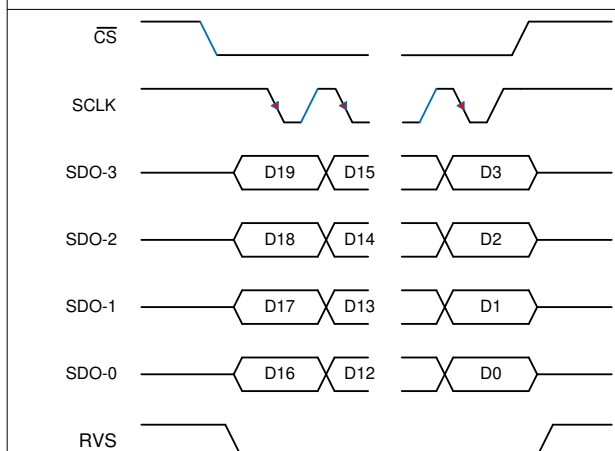 CS
SCLK
SDO-3 D19 D15 D3
SDO-2 D18 D14 D2
SDO-1 D17 D13 D1
SDO-0 D16 D12 D0
RVS